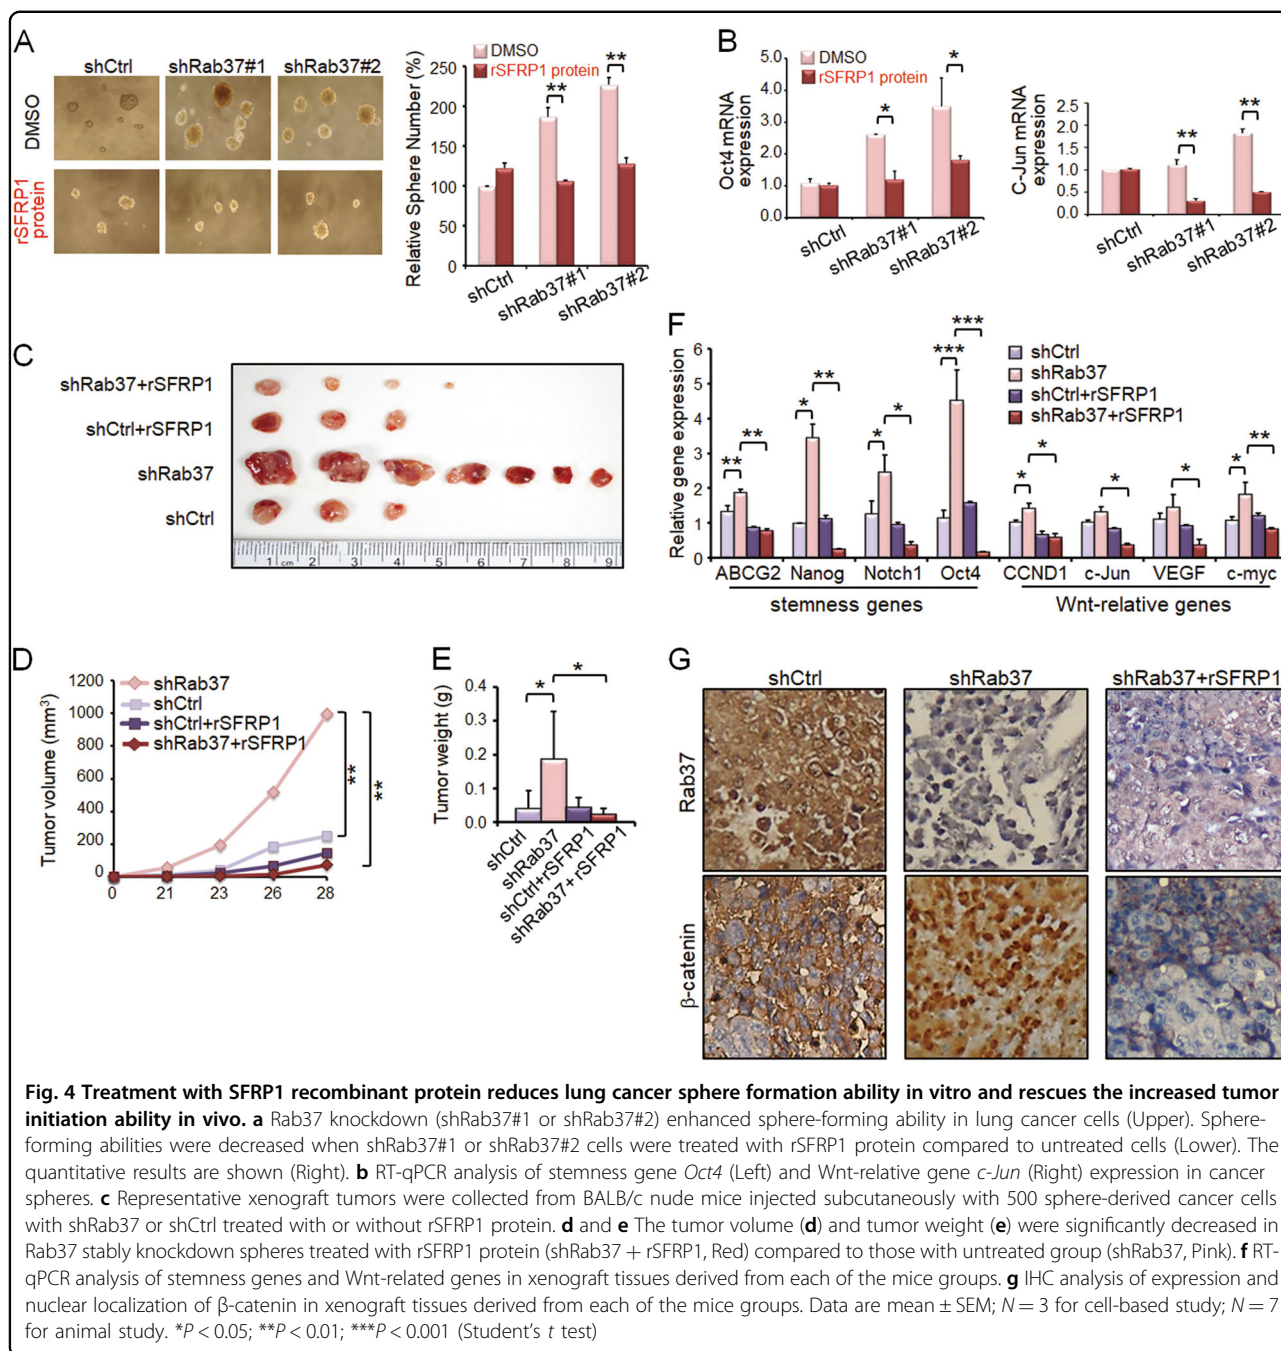 A
shCtrl shRab37#1 shRab37#2
DMSO
rSFRP1 protein
DMSO
rSFRP1 protein
Relative Sphere Number (%)
250
200
150
100
50
0
**
**
shCtrl
shRab37#1
shRab37#2
B
DMSO
rSFRP1 protein
Oct4 mRNA expression
5.0
4.0
3.0
2.0
1.0
0.0
*
*
shCtrl
shRab37#1
shRab37#2
C-Jun mRNA expression
2.5
2.0
1.5
1.0
0.5
0.0
**
**
shCtrl
shRab37#1
shRab37#2
C
shRab37+rSFRP1
shCtrl+rSFRP1
shRab37
shCtrl
1 cm 2 3 4 5 6 7 8 9
F
shCtrl
shRab37
shCtrl+rSFRP1
shRab37+rSFRP1
Relative gene expression
6
4
2
1
0
** **
* **
* *
*** ***
* *
*
*
* **
ABCG2 Nanog Notch1 Oct4 CCND1 c-Jun VEGF c-myc
stemness genes Wnt-relative genes
D
shRab37
shCtrl
shCtrl+rSFRP1
shRab37+rSFRP1
Tumor volume (mm3)
1200
1000
800
600
400
200
0
0 21 23 26 28
**
**
E
Tumor weight (g)
0.4
0.3
0.2
0.1
0.0
*
*
shCtrl
shRab37
shCtrl+rSFRP1
shRab37+rSFRP1
G
shCtrl shRab37 shRab37+rSFRP1
Rab37
β-catenin
Fig. 4 Treatment with SFRP1 recombinant protein reduces lung cancer sphere formation ability in vitro and rescues the increased tumor
initiation ability in vivo. a Rab37 knockdown (shRab37#1 or shRab37#2) enhanced sphere-forming ability in lung cancer cells (Upper). Sphere-
forming abilities were decreased when shRab37#1 or shRab37#2 cells were treated with rSFRP1 protein compared to untreated cells (Lower). The
quantitative results are shown (Right). b RT-qPCR analysis of stemness gene Oct4 (Left) and Wnt-relative gene c-Jun (Right) expression in cancer
spheres. c Representative xenograft tumors were collected from BALB/c nude mice injected subcutaneously with 500 sphere-derived cancer cells
with shRab37 or shCtrl treated with or without rSFRP1 protein. d and e The tumor volume (d) and tumor weight (e) were significantly decreased in
Rab37 stably knockdown spheres treated with rSFRP1 protein (shRab37 + rSFRP1, Red) compared to those with untreated group (shRab37, Pink). f RT-
qPCR analysis of stemness genes and Wnt-related genes in xenograft tissues derived from each of the mice groups. g IHC analysis of expression and
nuclear localization of β-catenin in xenograft tissues derived from each of the mice groups. Data are mean ± SEM; N = 3 for cell-based study; N = 7
for animal study. *P < 0.05; **P < 0.01; ***P < 0.001 (Student's t test)